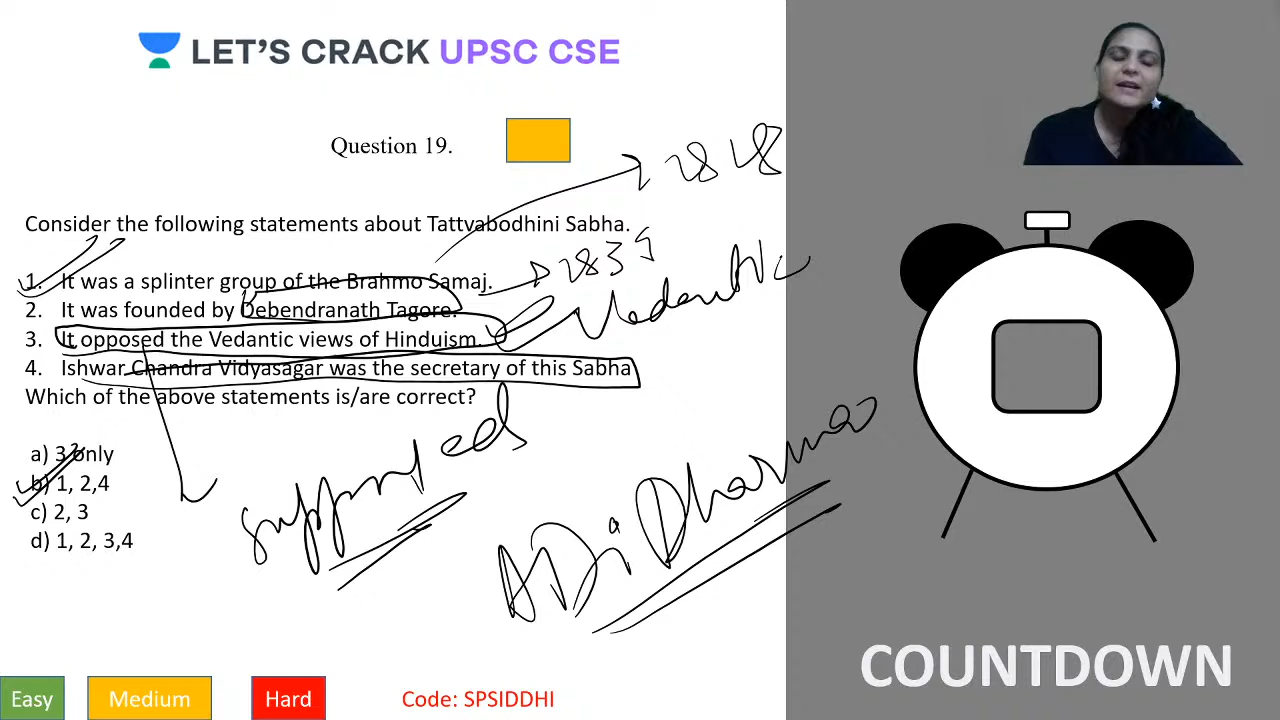 LET'S CRACK UPSC CSE
Question 19.
1828
Consider the following statements about Tattvabodhini Sabha.
1839
1. It was a splinter group of the Brahmo Samaj.
2. It was founded by Debendranath Tagore.
Vedantic
3. It opposed the Vedantic views of Hinduism.
4. Ishwar Chandra Vidyasagar was the secretary of this Sabha
Which of the above statements is/are correct?
a) 3 only
b) 1, 2,4
c) 2, 3
d) 1, 2, 3,4
supported
ADi Dharma
COUNTDOWN
Easy
Medium
Hard
Code: SPSIDDHI